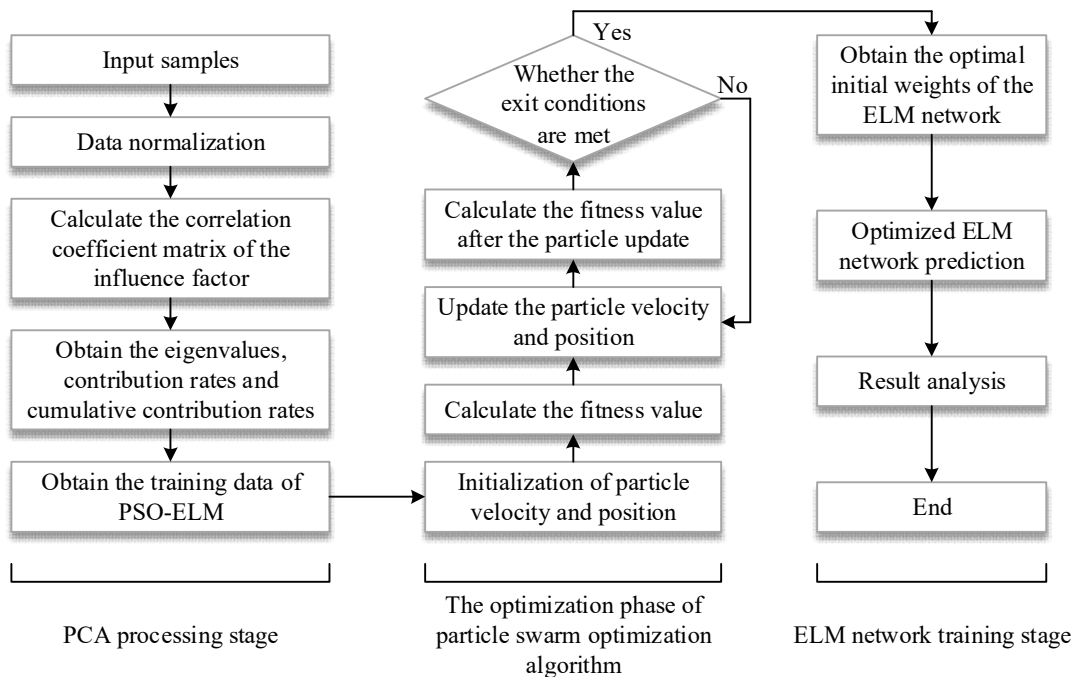 Input samples
Data normalization
Calculate the correlation
coefficient matrix of the
influence factor
Obtain the eigenvalues,
contribution rates and
cumulative contribution rates
Obtain the training data of
PSO-ELM
PCA processing stage
Yes
Whether the
exit conditions
are met
No
Calculate the fitness value
after the particle update
Update the particle velocity
and position
Calculate the fitness value
Initialization of particle
velocity and position
The optimization phase of
particle swarm optimization
algorithm
Obtain the optimal
initial weights of the
ELM network
Optimized ELM
network prediction
Result analysis
End
ELM network training stage